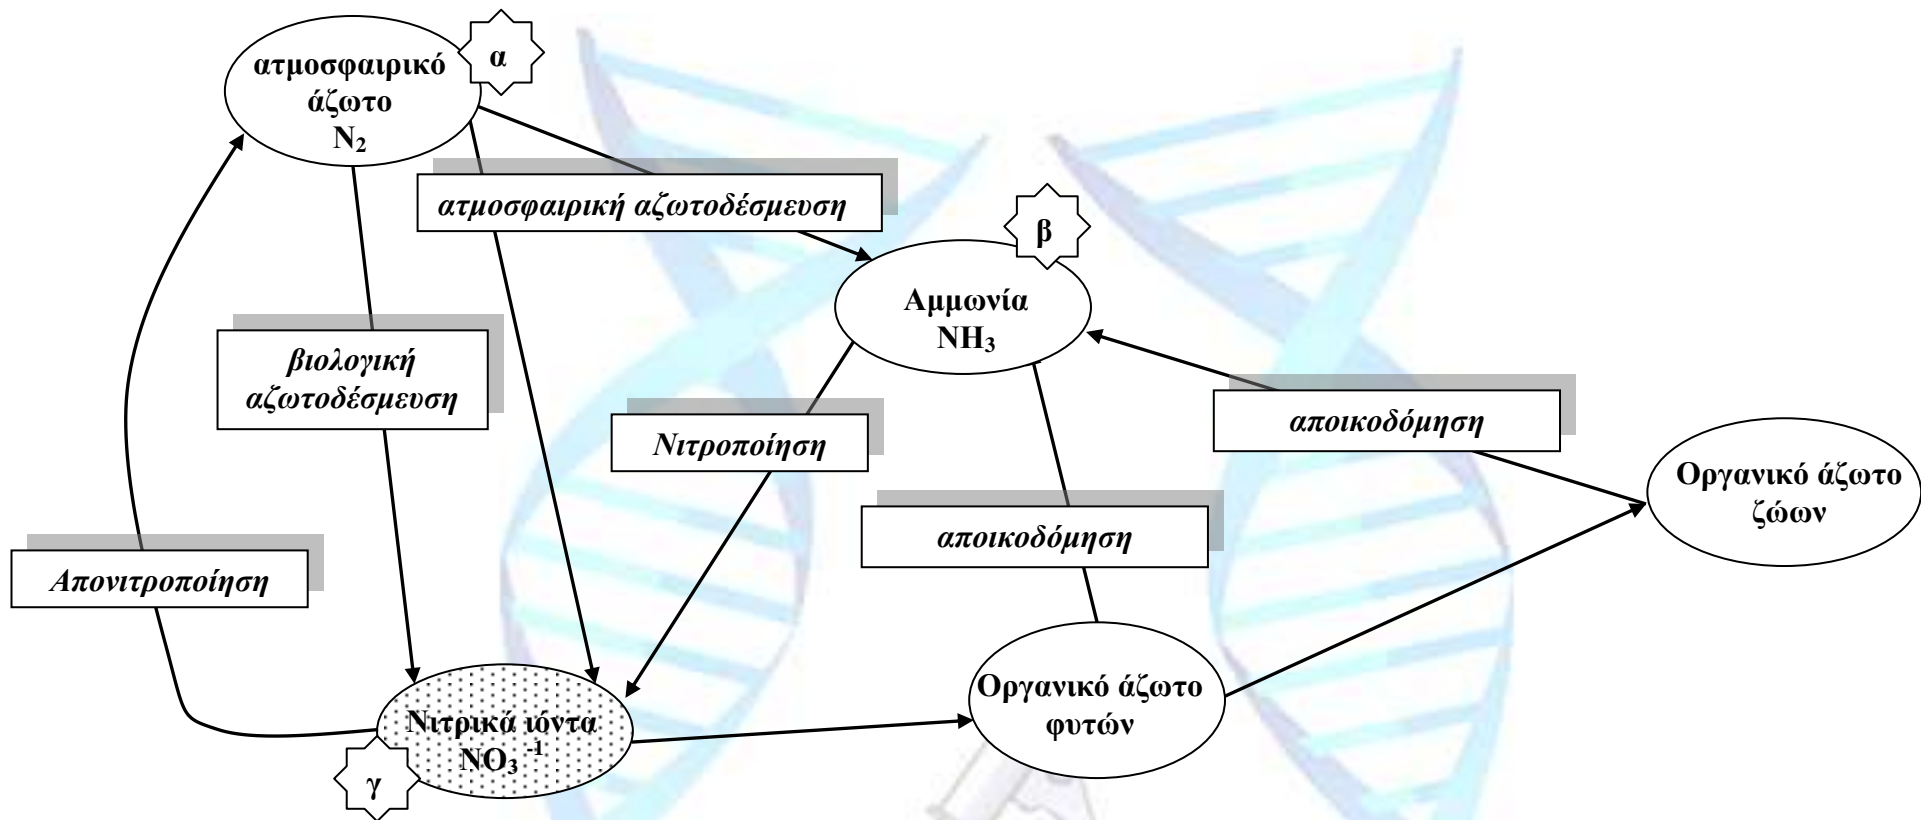 ατμοσφαιρικό
άζωτο
N₂
α
ατμοσφαιρική αζωτοδέσμευση
β
Αμμωνία
NH₃
βιολογική
αζωτοδέσμευση
Νιτροποίηση
αποικοδόμηση
Οργανικό άζωτο
ζώων
αποικοδόμηση
Απονιτροποίηση
Οργανικό άζωτο
φυτών
Νιτρικά ιόντα
NO₃⁻¹
γ